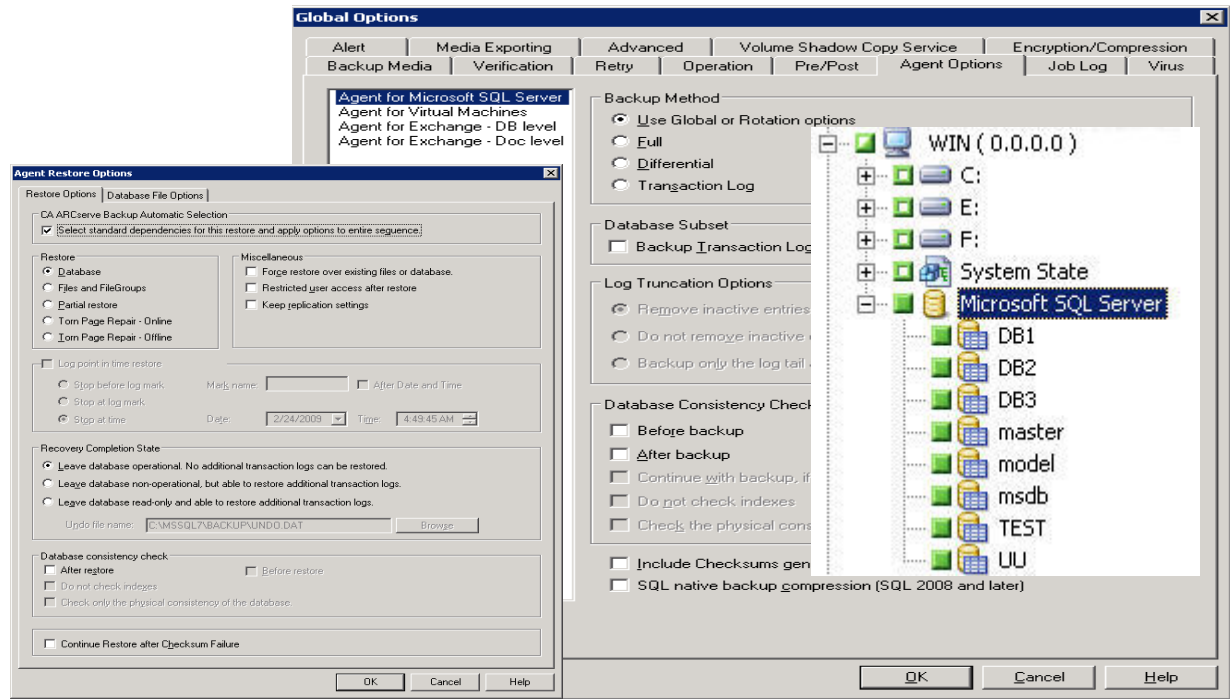 Global Options
Alert Media Exporting Advanced Volume Shadow Copy Service Encryption/Compression
Backup Media Verification Retry Operation Pre/Post Agent Options Job Log Virus
Agent for Microsoft SQL Server
Agent for Virtual Machines
Agent for Exchange - DB level
Agent for Exchange - Doc level
Backup Method
Use Global or Rotation options
Full
Differential
Transaction Log
Database Subset
Backup Transaction Log
Log Truncation Options
Remove inactive entries
Do not remove inactive
Backup only the log tail
Database Consistency Check
Before backup
After backup
Continue with backup, if
Do not check indexes
Check the physical cons
Include Checksums gen
SQL native backup compression (SQL 2008 and later)
OK Cancel Help
WIN ( 0.0.0.0 )
C:
E:
F:
System State
Microsoft SQL Server
DB1
DB2
DB3
master
model
msdb
TEST
UU
Agent Restore Options
Restore Options Database File Options
CA ARCserve Backup Automatic Selection
Select standard dependencies for this restore and apply options to entire sequence.
Restore
Database
Files and FileGroups
Partial restore
Torn Page Repair - Online
Torn Page Repair - Offline
Miscellaneous
Force restore over existing files or database.
Restricted user access after restore
Keep replication settings
Log point in time restore
Stop before log mark Mark name: After Date and Time
Stop at log mark
Stop at time Date: 2/24/2009 Time: 4:49:45 AM
Recovery Completion State
Leave database operational. No additional transaction logs can be restored.
Leave database non-operational, but able to restore additional transaction logs.
Leave database read-only and able to restore additional transaction logs.
Undo file name: C:\MSSQL7\BACKUP\UNDO.DAT Browse
Database consistency check
After restore Before restore
Do not check indexes
Check only the physical consistency of the database
Continue Restore after Checksum Failure
OK Cancel Help